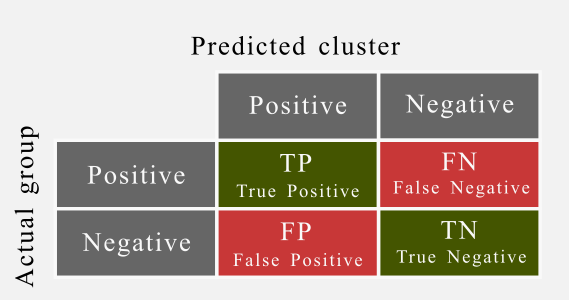 Predicted cluster
Positive
Negative
Actual group
Positive
TP
True Positive
FN
False Negative
Negative
FP
False Positive
TN
True Negative